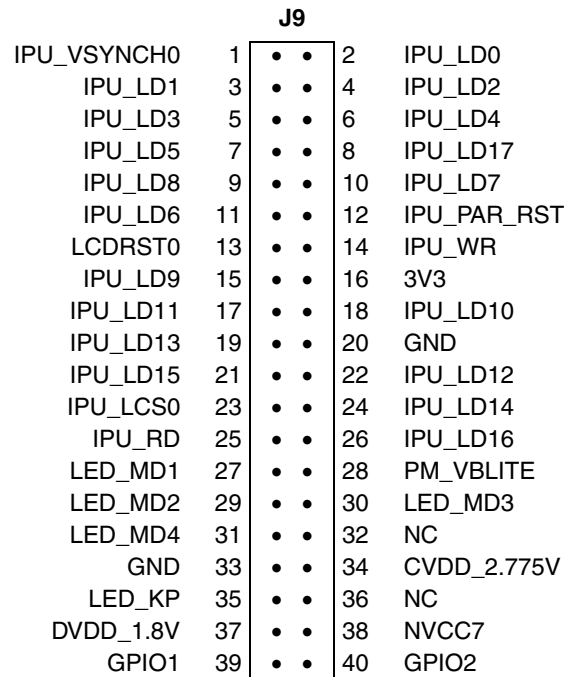 J9
IPU_VSYNCH0 1 • • 2 IPU_LD0
IPU_LD1 3 • • 4 IPU_LD2
IPU_LD3 5 • • 6 IPU_LD4
IPU_LD5 7 • • 8 IPU_LD17
IPU_LD8 9 • • 10 IPU_LD7
IPU_LD6 11 • • 12 IPU_PAR_RST
LCDRST0 13 • • 14 IPU_WR
IPU_LD9 15 • • 16 3V3
IPU_LD11 17 • • 18 IPU_LD10
IPU_LD13 19 • • 20 GND
IPU_LD15 21 • • 22 IPU_LD12
IPU_LCS0 23 • • 24 IPU_LD14
IPU_RD 25 • • 26 IPU_LD16
LED_MD1 27 • • 28 PM_VBLITE
LED_MD2 29 • • 30 LED_MD3
LED_MD4 31 • • 32 NC
GND 33 • • 34 CVDD_2.775V
LED_KP 35 • • 36 NC
DVDD_1.8V 37 • • 38 NVCC7
GPIO1 39 • • 40 GPIO2